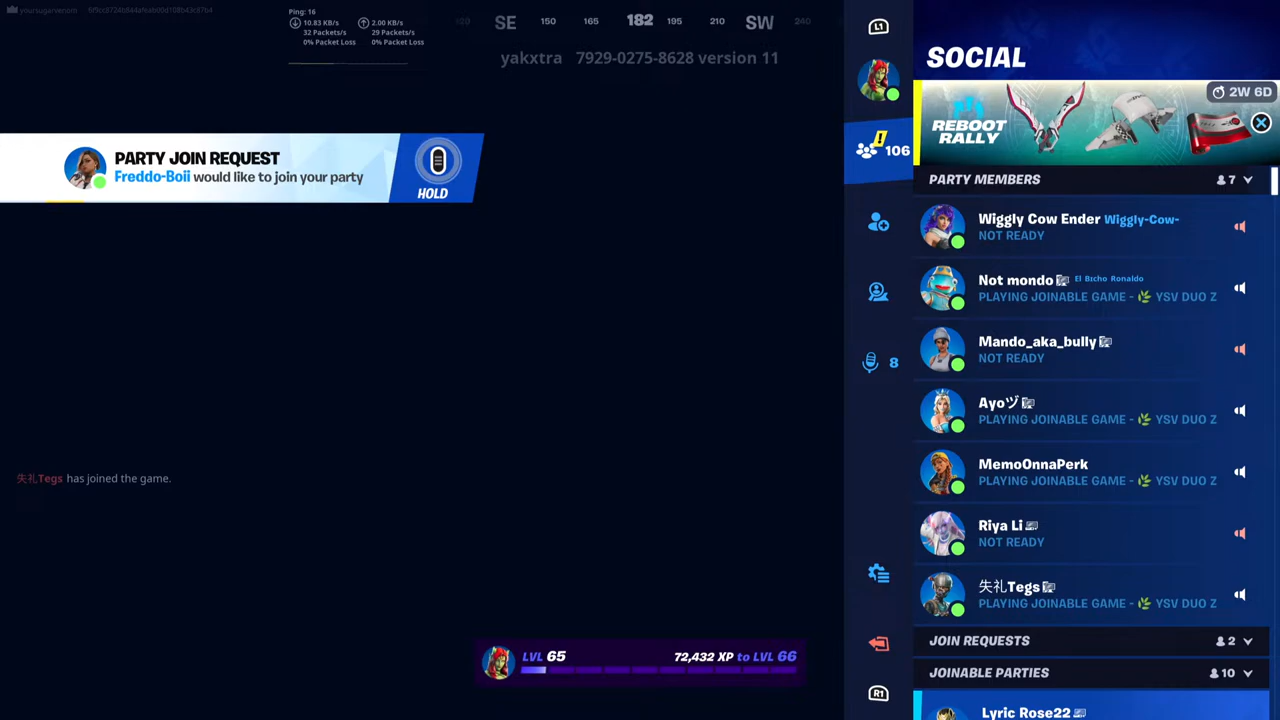 yoursugarvenom
Ping: 16
10.83 KB/s
2.00 KB/s
32 Packets/s
29 Packets/s
0% Packet Loss
0% Packet Loss
SE 150 165 182 195 210 SW 240
yakxtra 7929-0275-8628 version 11
PARTY JOIN REQUEST
Freddo-Boii would like to join your party
HOLD
失礼Tegs has joined the game.
LVL 65
72,432 XP to LVL 66
L1
106
8
R1
SOCIAL
2W 6D
REBOOT
RALLY
PARTY MEMBERS 7
Wiggly Cow Ender Wiggly-Cow-
NOT READY
Not mondo El Bicho Ronaldo
PLAYING JOINABLE GAME - YSV DUO Z
Mando_aka_bully
NOT READY
Ayoヅ
PLAYING JOINABLE GAME - YSV DUO Z
MemoOnnaPerk
PLAYING JOINABLE GAME - YSV DUO Z
Riya Li
NOT READY
失礼Tegs
PLAYING JOINABLE GAME - YSV DUO Z
JOIN REQUESTS 2
JOINABLE PARTIES 10
Lyric Rose22